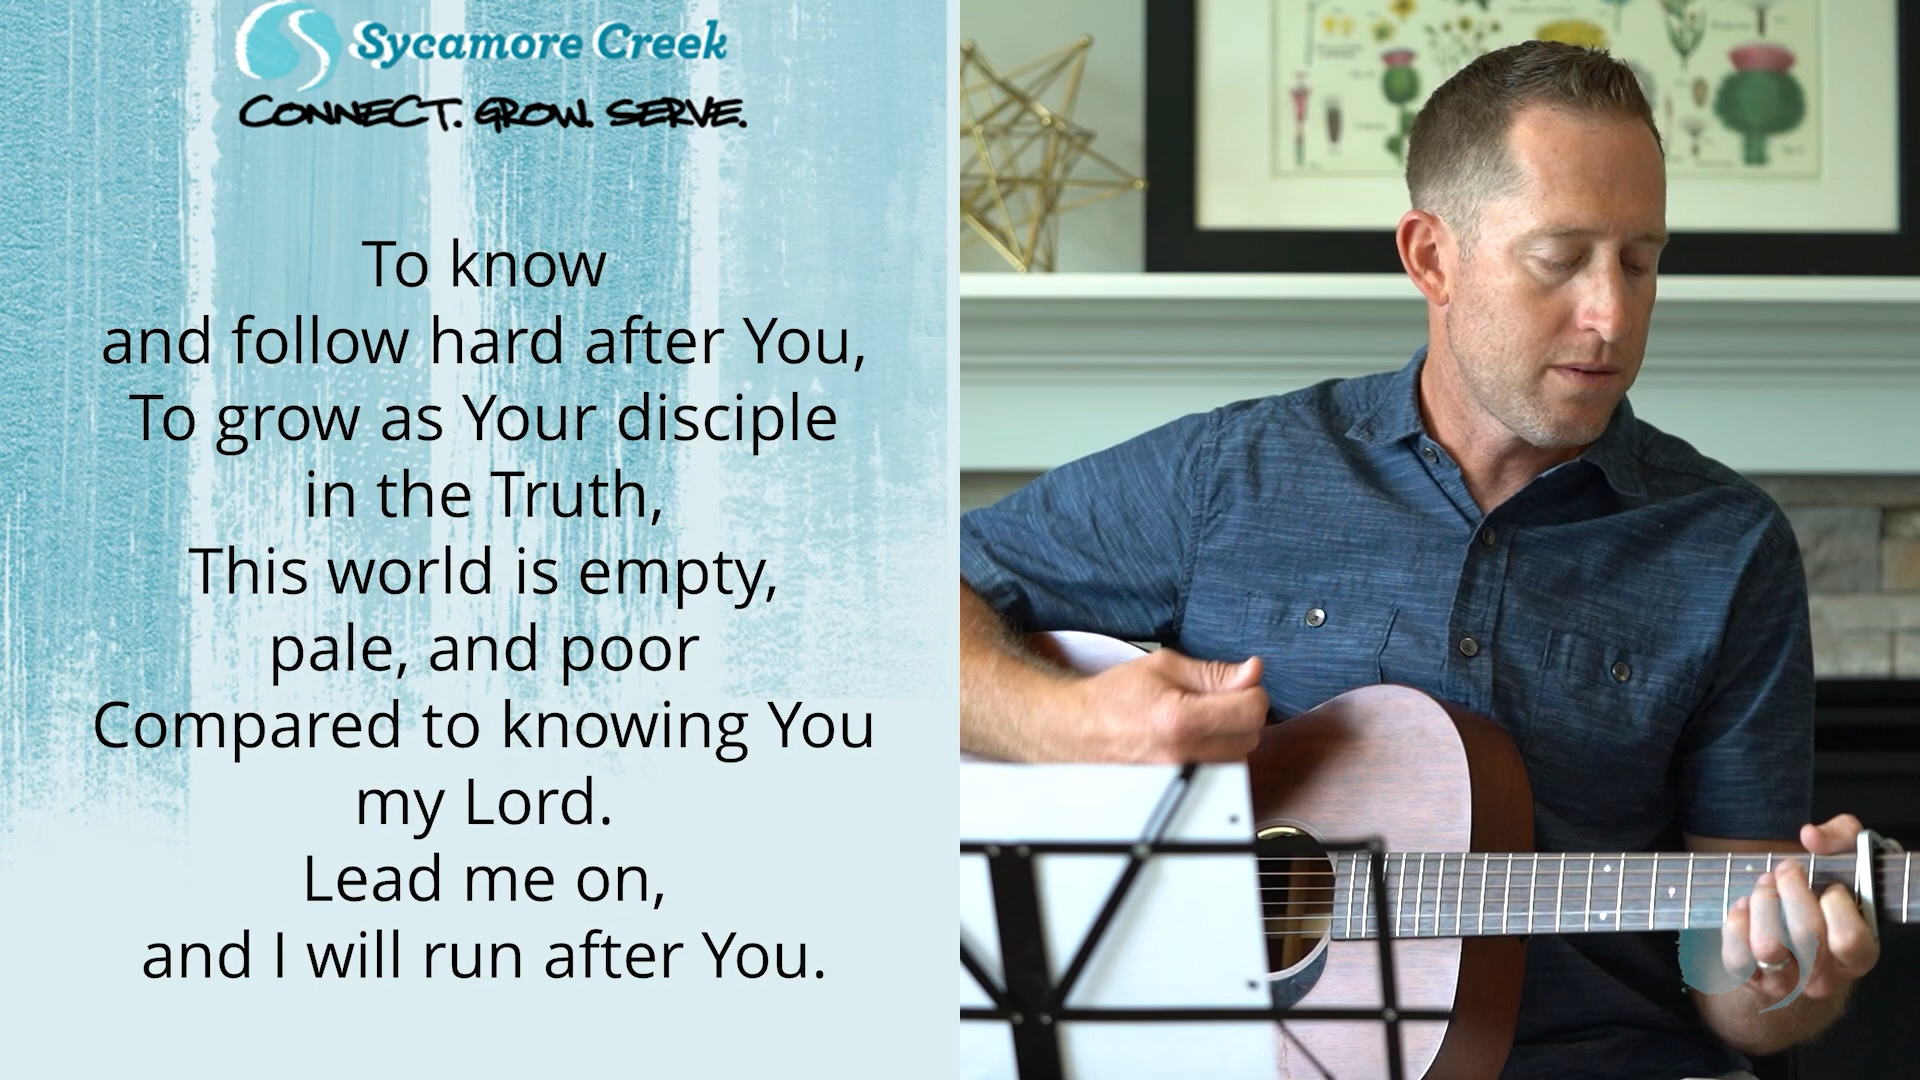 Sycamore Creek
CONNECT. GROW. SERVE.
To know
and follow hard after You,
To grow as Your disciple
in the Truth,
This world is empty,
pale, and poor
Compared to knowing You
my Lord.
Lead me on,
and I will run after You.